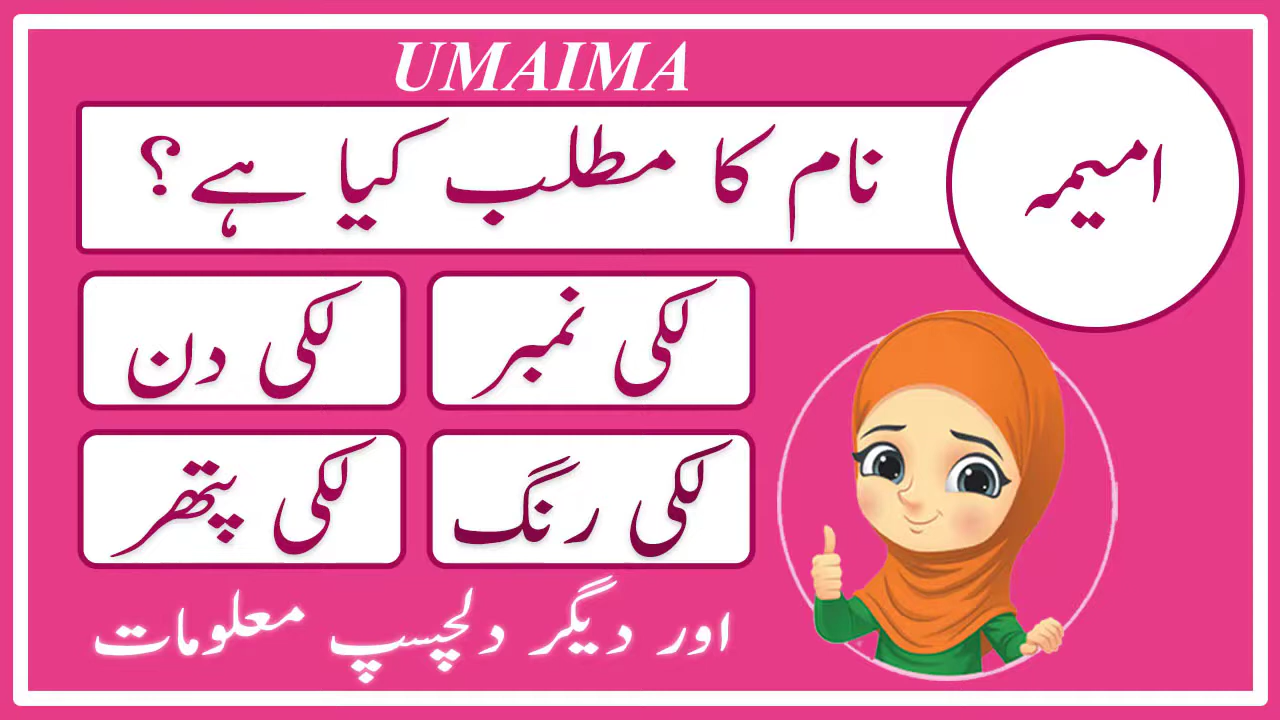 UMAIMA
امیمہ
نام کا مطلب کیا ہے؟
لکی نمبر
لکی دن
لکی رنگ
لکی پتھر
اور دیگر دلچسپ معلومات